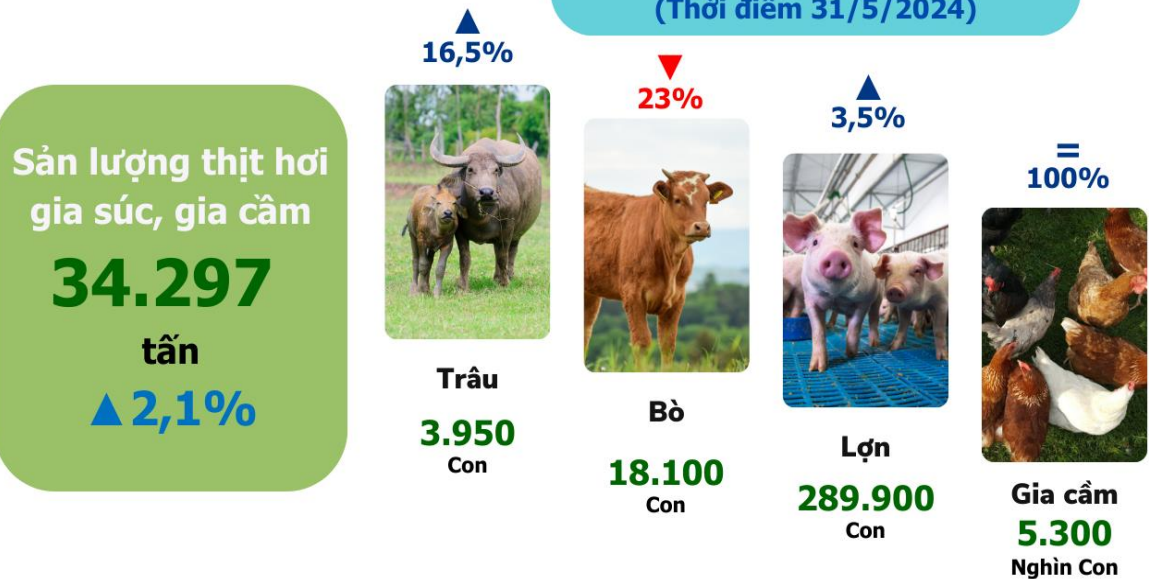 (Thời điểm 31/5/2024)
Sản lượng thịt hơi
gia súc, gia cầm
34.297
tấn
▲2,1%
▲
16,5%
Trâu
3.950
Con
▼
23%
Bò
18.100
Con
▲
3,5%
Lợn
289.900
Con
=
100%
Gia cầm
5.300
Nghìn Con